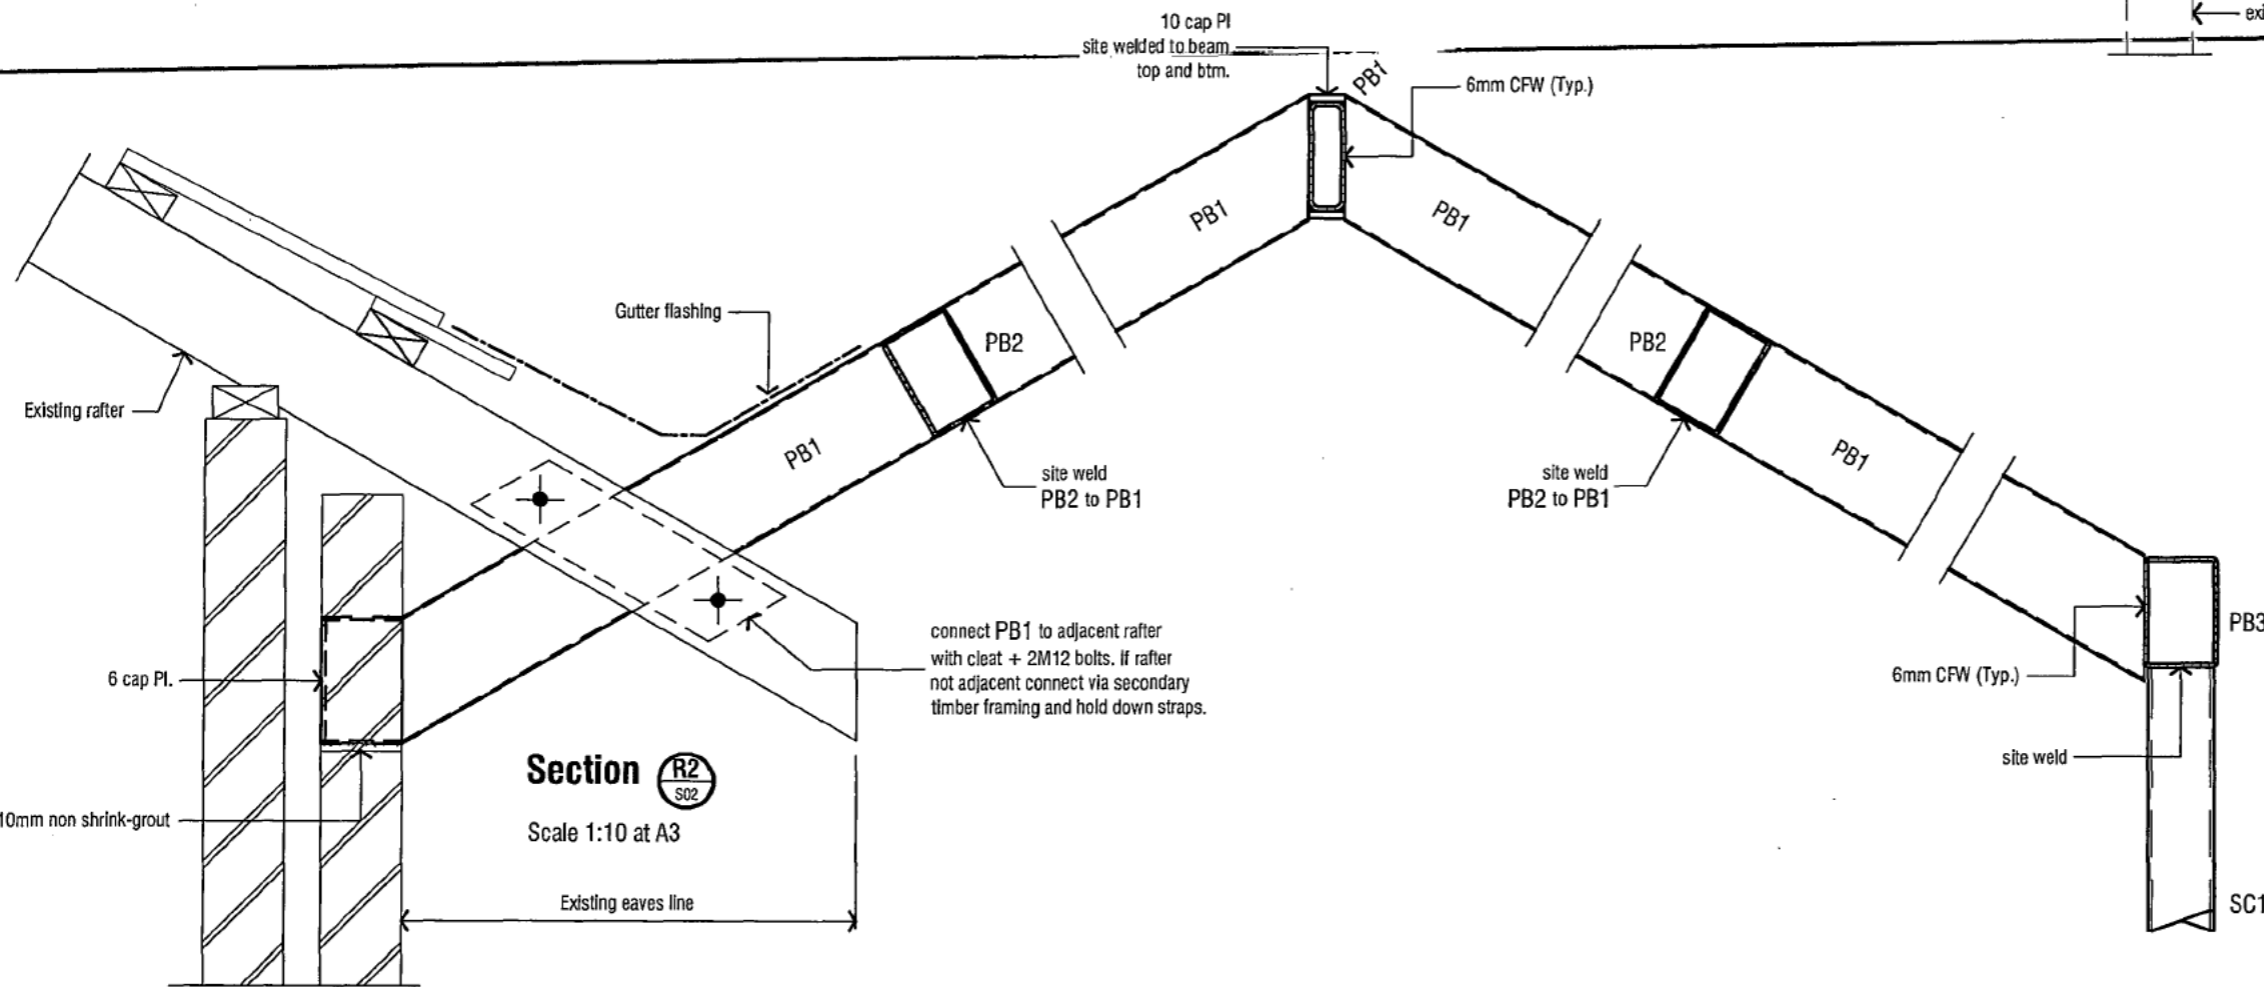 10 cap Pl
site welded to beam
top and btm.
PB1
6mm CFW (Typ.)
PB1
PB1
Gutter flashing
PB2
PB2
Existing rafter
PB1
PB1
site weld
PB2 to PB1
site weld
PB2 to PB1
connect PB1 to adjacent rafter
with cleat + 2M12 bolts. If rafter
not adjacent connect via secondary
timber framing and hold down straps.
PB3
6 cap Pl.
6mm CFW (Typ.)
Section R2
S02
Scale 1:10 at A3
site weld
10mm non shrink-grout
Existing eaves line
SC1